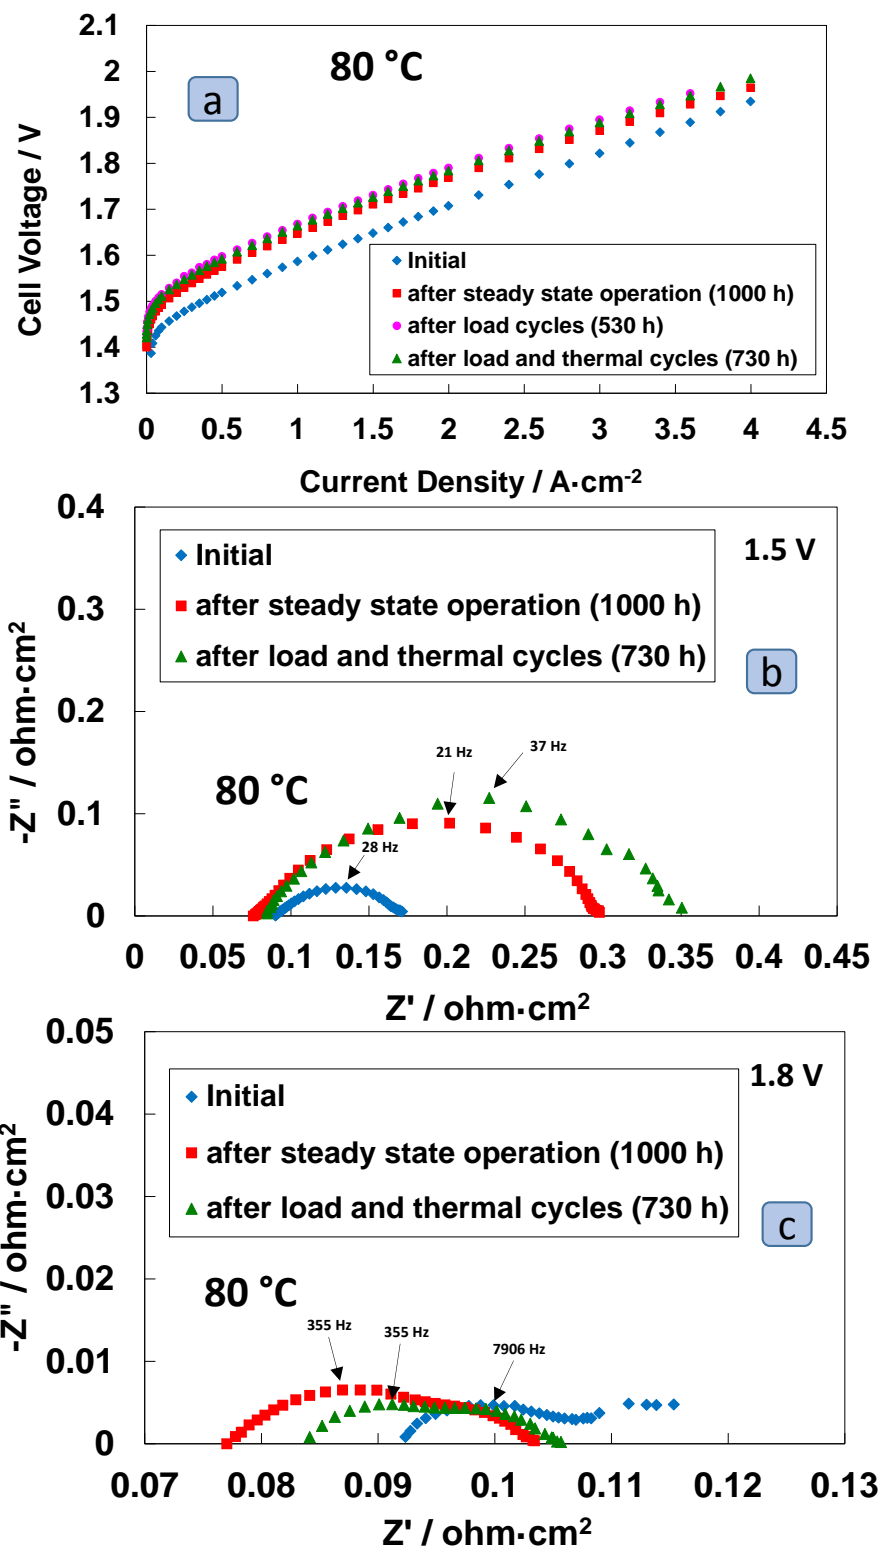 2.1
2
1.9
1.8
1.7
1.6
1.5
1.4
1.3
Cell Voltage / V
a
80 °C
Initial
after steady state operation (1000 h)
after load cycles (530 h)
after load and thermal cycles (730 h)
0 0.5 1 1.5 2 2.5 3 3.5 4 4.5
Current Density / A·cm-2
0.4
0.3
0.2
0.1
0
-Z" / ohm·cm2
Initial
after steady state operation (1000 h)
after load and thermal cycles (730 h)
1.5 V
b
80 °C
21 Hz
37 Hz
28 Hz
0 0.05 0.1 0.15 0.2 0.25 0.3 0.35 0.4 0.45
Z' / ohm·cm2
0.05
0.04
0.03
0.02
0.01
0
-Z" / ohm·cm2
Initial
after steady state operation (1000 h)
after load and thermal cycles (730 h)
1.8 V
c
80 °C
355 Hz
355 Hz
7906 Hz
0.07 0.08 0.09 0.1 0.11 0.12 0.13
Z' / ohm·cm2